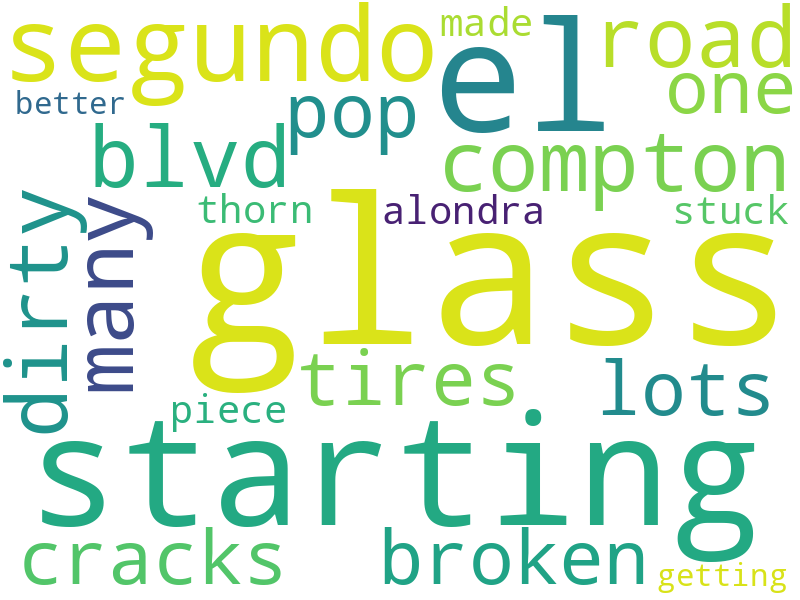 segundo
el
made
road
better
pop
one
blvd
compton
dirty
many
thorn
alondra
stuck
glass
tires
lots
piece
starting
cracks
broken
getting